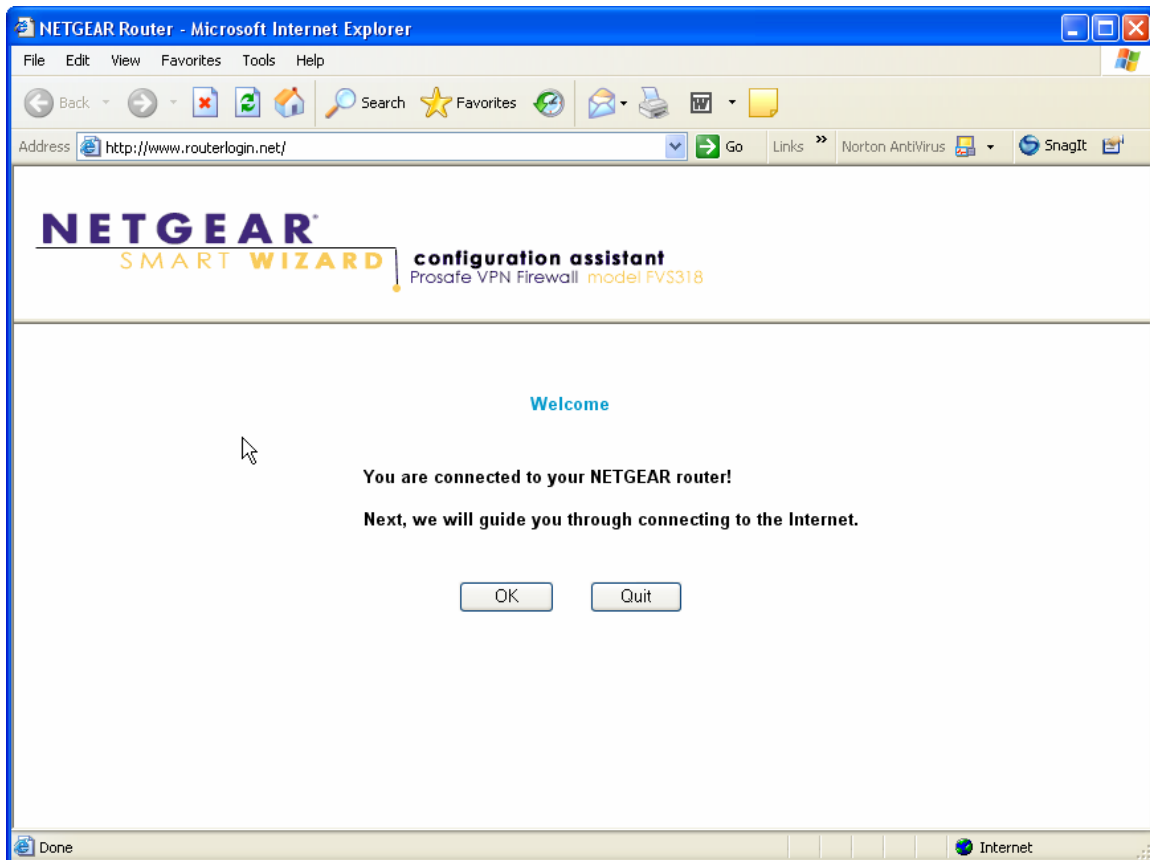 NETGEAR Router - Microsoft Internet Explorer
File Edit View Favorites Tools Help
Back Search Favorites
Address http://www.routerlogin.net/ Go Links » Norton AntiVirus SnagIt
NETGEAR®
SMART WIZARD configuration assistant
Prosafe VPN Firewall model FVS318
Welcome
You are connected to your NETGEAR router!
Next, we will guide you through connecting to the Internet.
OK Quit
Done Internet